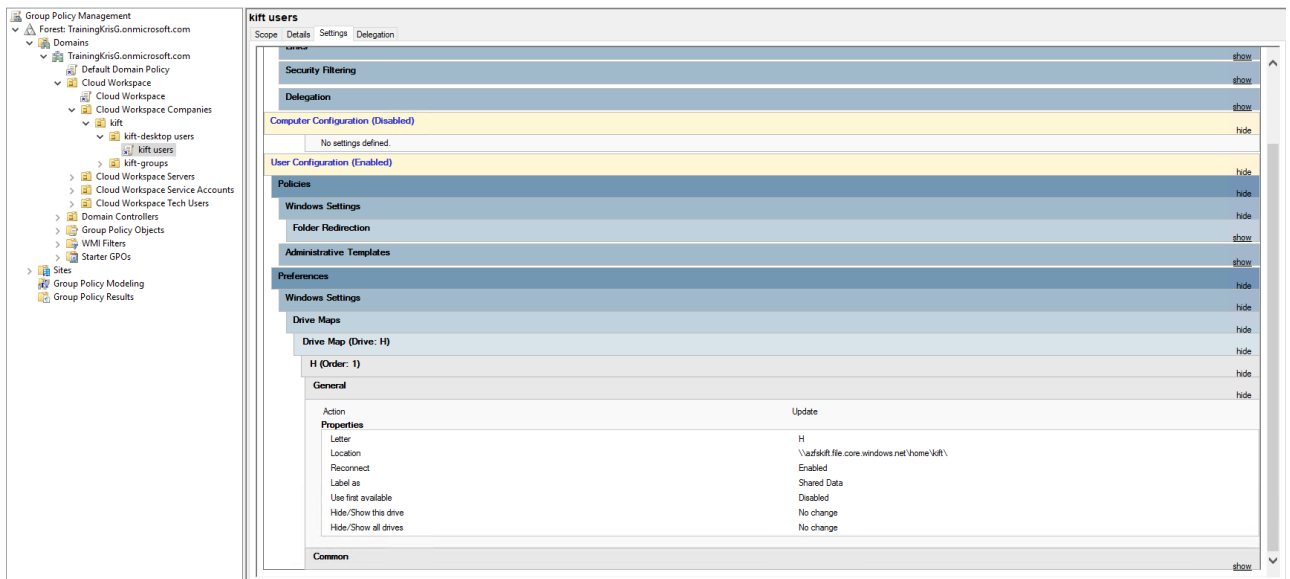 Group Policy Management
Forest: TrainingKrisG.onmicrosoft.com
Domains
TrainingKrisG.onmicrosoft.com
Default Domain Policy
Cloud Workspace
Cloud Workspace
Cloud Workspace Companies
kift
kift-desktop users
kift users
kift-groups
Cloud Workspace Servers
Cloud Workspace Service Accounts
Cloud Workspace Tech Users
Domain Controllers
Group Policy Objects
WMI Filters
Starter GPOs
Sites
Group Policy Modeling
Group Policy Results
kift users
Scope Details Settings Delegation
Links show
Security Filtering show
Delegation show
Computer Configuration (Disabled) hide
No settings defined.
User Configuration (Enabled) hide
Policies hide
Windows Settings hide
Folder Redirection show
Administrative Templates show
Preferences hide
Windows Settings hide
Drive Maps hide
Drive Map (Drive: H) hide
H (Order: 1) hide
General hide
Action Update
Properties
Letter H
Location \\azfskift.file.core.windows.net\home\kift\
Reconnect Enabled
Label as Shared Data
Use first available Disabled
Hide/Show this drive No change
Hide/Show all drives No change
Common show